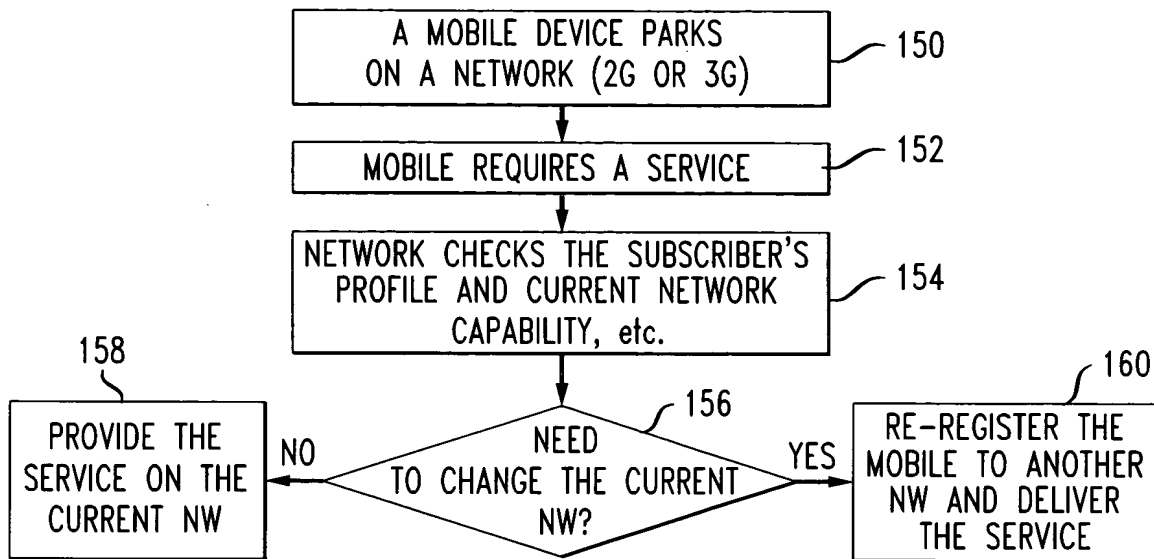 A MOBILE DEVICE PARKS
ON A NETWORK (2G OR 3G)
150
MOBILE REQUIRES A SERVICE
152
NETWORK CHECKS THE SUBSCRIBER'S
PROFILE AND CURRENT NETWORK
CAPABILITY, etc.
154
156
NEED
TO CHANGE THE CURRENT
NW?
NO
158
PROVIDE THE
SERVICE ON THE
CURRENT NW
YES
160
RE-REGISTER THE
MOBILE TO ANOTHER
NW AND DELIVER
THE SERVICE